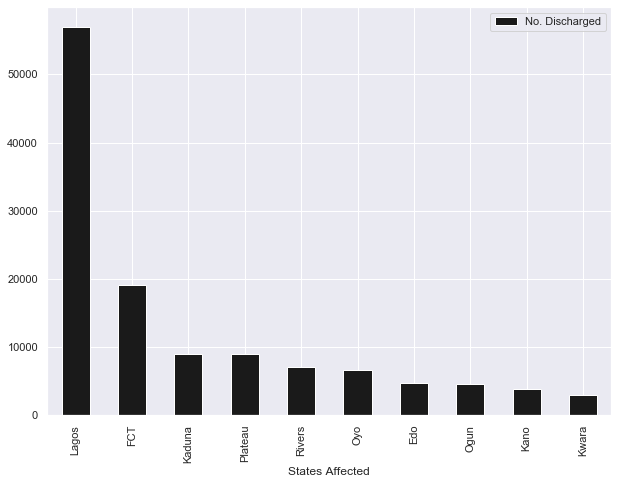 No. Discharged
50000
40000
30000
20000
10000
0
Lagos
FCT
Kaduna
Plateau
Rivers
Oyo
Edo
Ogun
Kano
Kwara
States Affected